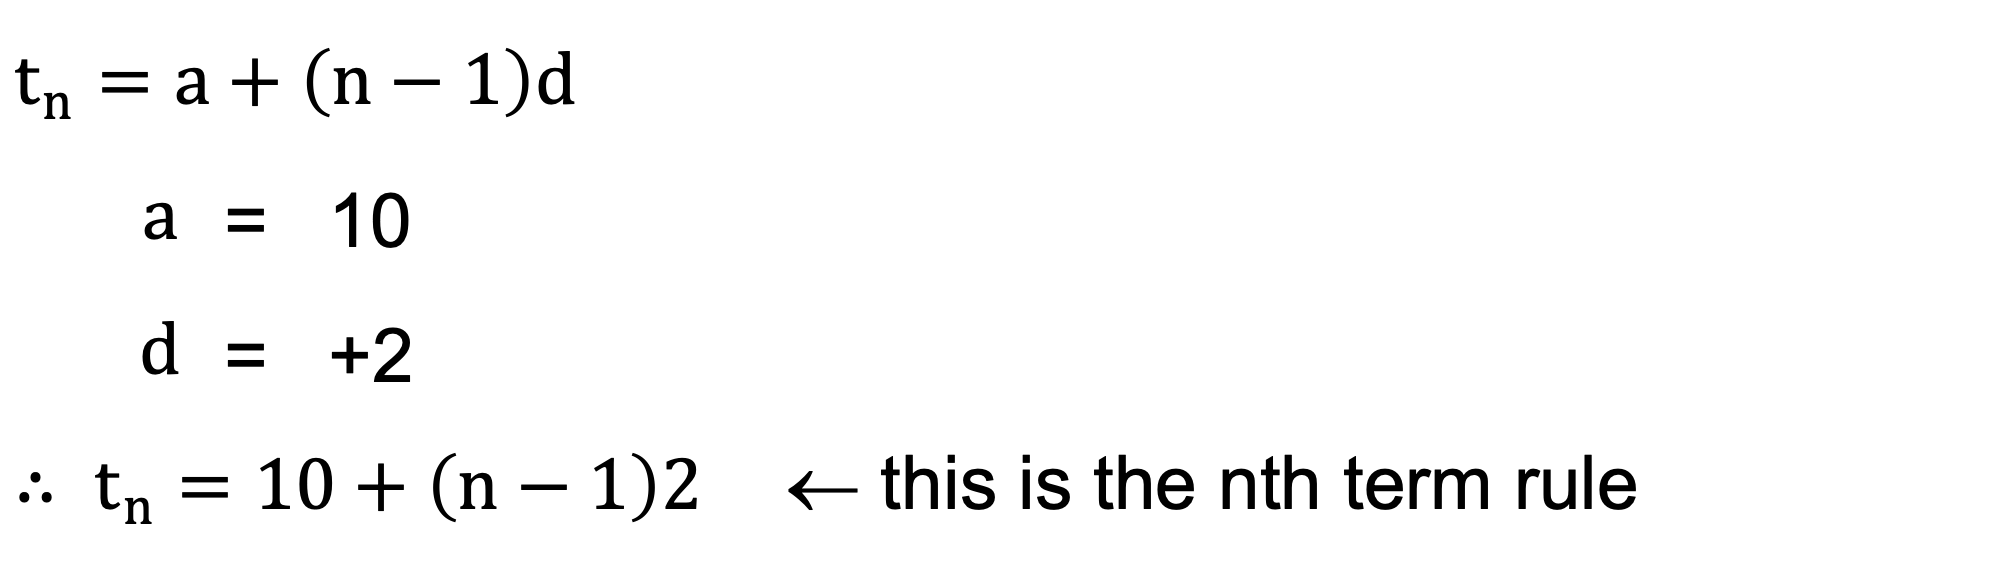 tₙ = a + (n − 1)d
a = 10
d = +2
∴ tₙ = 10 + (n − 1)2 ← this is the nth term rule